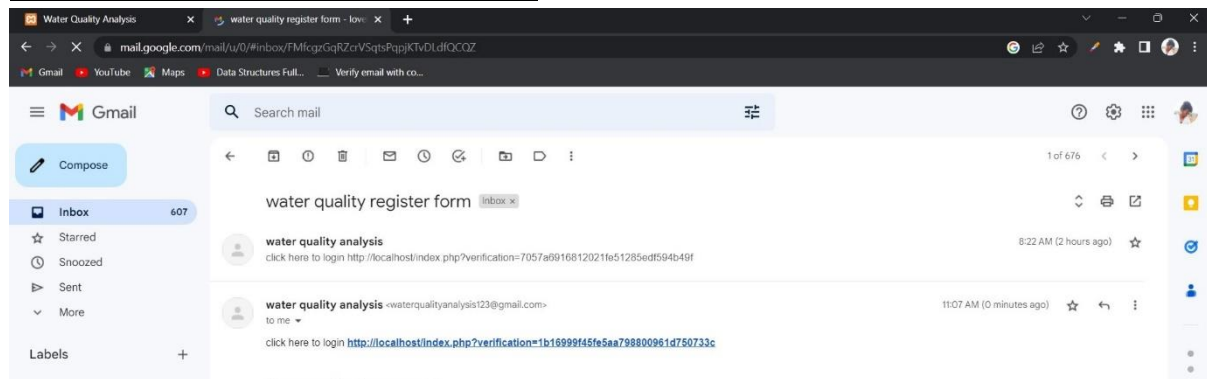 Water Quality Analysis
water quality register form - love
mail.google.com/mail/u/0/#inbox/FMfcgzGqRZcrVSqtsPqpjKTvDLdfQCQZ
Gmail YouTube Maps Data Structures Full... Verify email with co...
Gmail
Search mail
Compose
1 of 676
water quality register form Inbox ×
Inbox 607
Starred
Snoozed
Sent
More
Labels +
water quality analysis 8:22 AM (2 hours ago)
click here to login http://localhost/index.php?verification=7057a6916812021fe51285edf594b49f
water quality analysis <waterqualityanalysis123@gmail.com> 11:07 AM (0 minutes ago)
to me
click here to login http://localhost/index.php?verification=1b16999f45fe5aa798800961d750733c